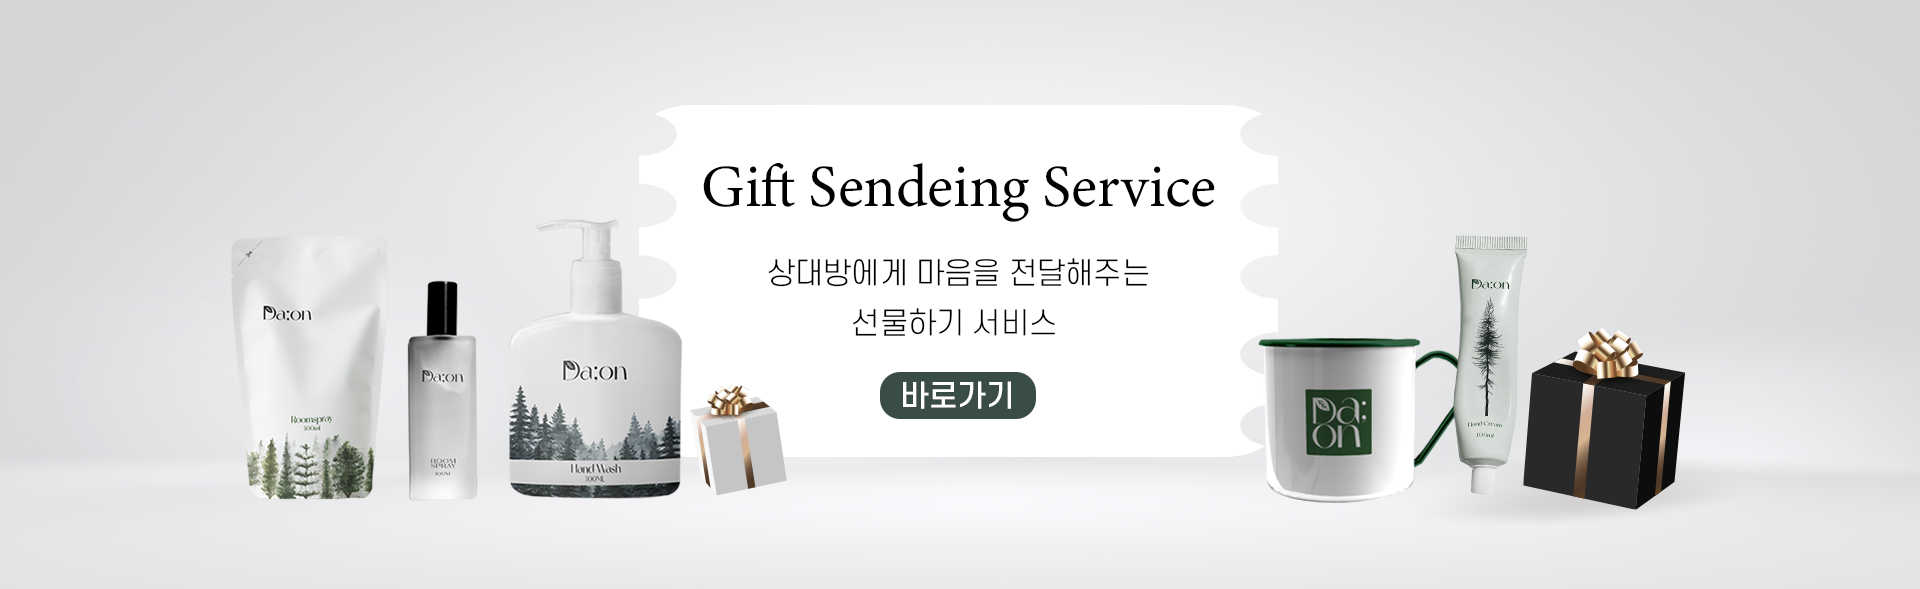 Gift Sendeing Service
상대방에게 마음을 전달해주는
선물하기 서비스
바로가기
Da;on
Roomspray
300ml
Da;on
ROOM
SPRAY
100M
Da;on
Hand Wash
300ML
Da;
on
Da;on
Hand Cream
100ml